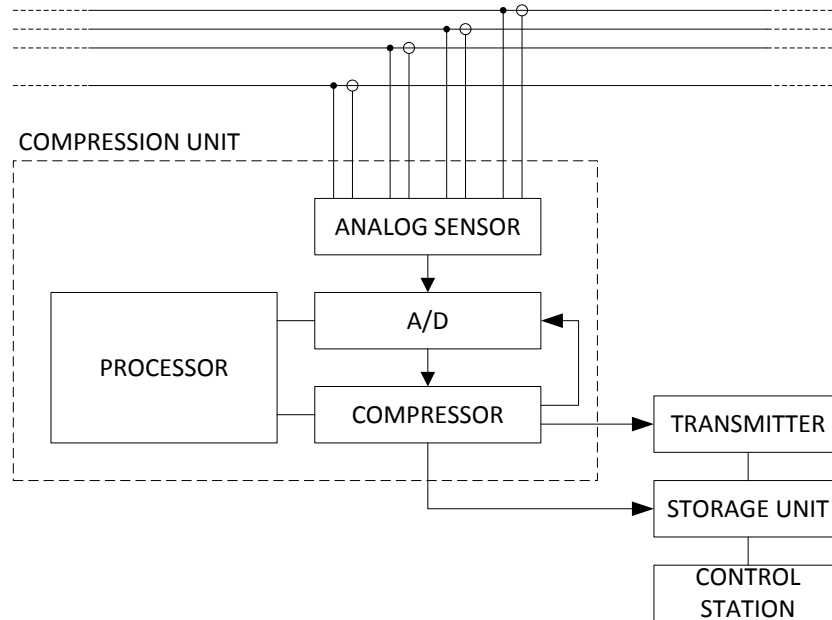 COMPRESSION UNIT
ANALOG SENSOR
A/D
PROCESSOR
COMPRESSOR
TRANSMITTER
STORAGE UNIT
CONTROL
STATION